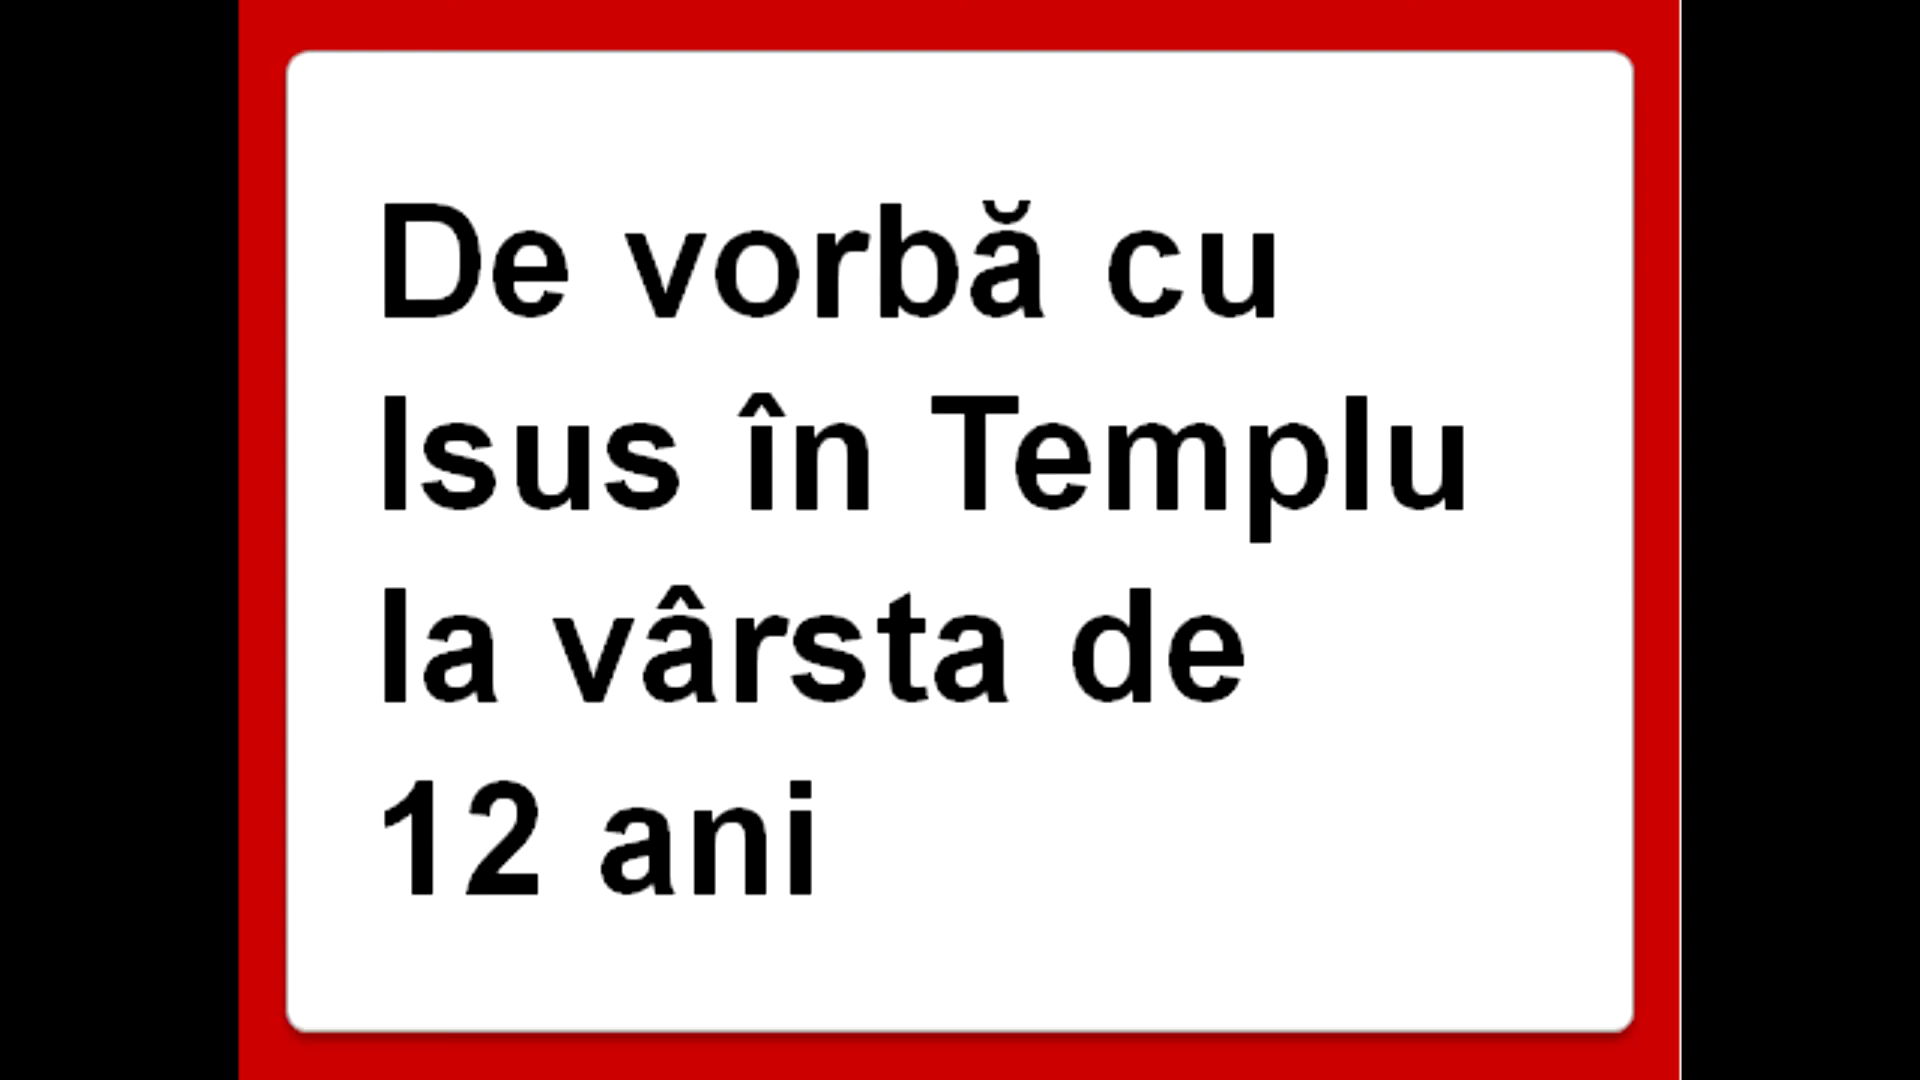 De vorbă cu
Isus în Templu
la vârsta de
12 ani